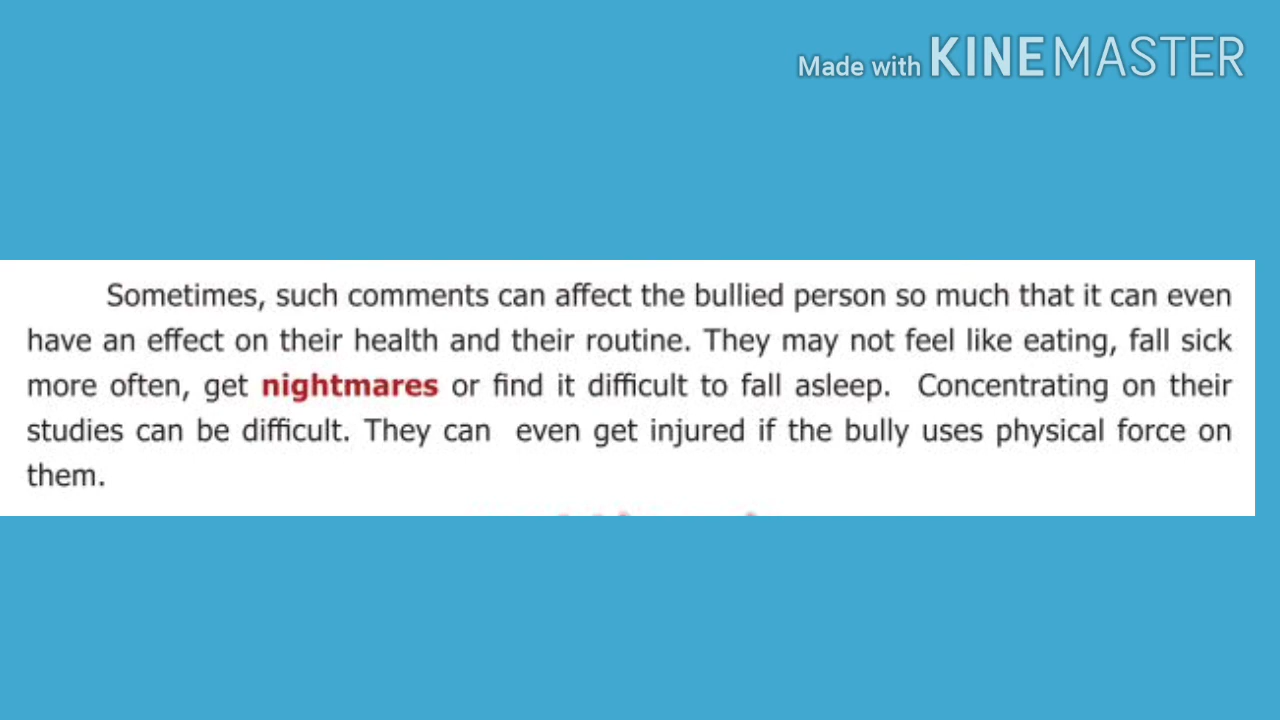 Made with KINEMASTER
Sometimes, such comments can affect the bullied person so much that it can even
have an effect on their health and their routine. They may not feel like eating, fall sick
more often, get nightmares or find it difficult to fall asleep. Concentrating on their
studies can be difficult. They can even get injured if the bully uses physical force on
them.